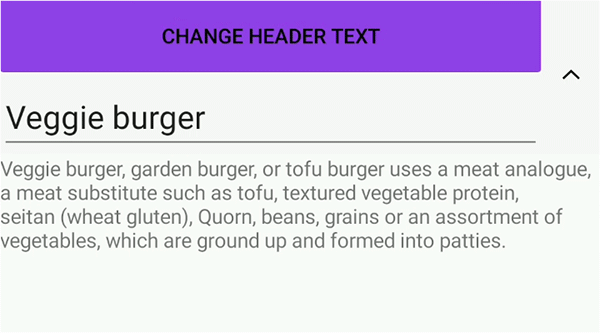 CHANGE HEADER TEXT
Veggie burger
Veggie burger, garden burger, or tofu burger uses a meat analogue,
a meat substitute such as tofu, textured vegetable protein,
seitan (wheat gluten), Quorn, beans, grains or an assortment of
vegetables, which are ground up and formed into patties.